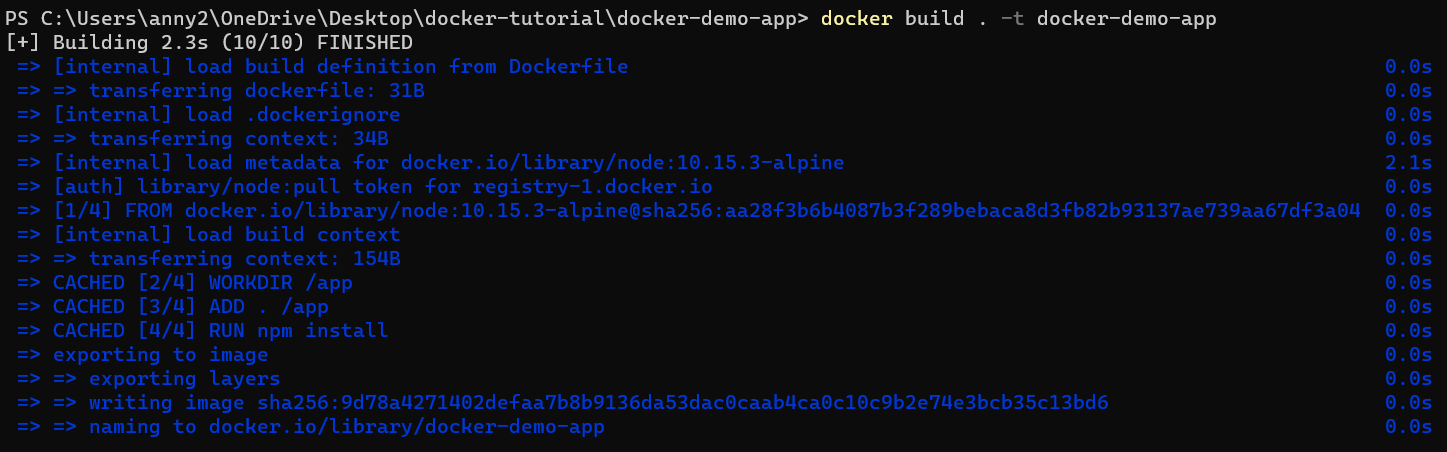 PS C:\Users\anny2\OneDrive\Desktop\docker-tutorial\docker-demo-app> docker build . -t docker-demo-app
[+] Building 2.3s (10/10) FINISHED
=> [internal] load build definition from Dockerfile 0.0s
=> => transferring dockerfile: 31B 0.0s
=> [internal] load .dockerignore 0.0s
=> => transferring context: 34B 0.0s
=> [internal] load metadata for docker.io/library/node:10.15.3-alpine 2.1s
=> [auth] library/node:pull token for registry-1.docker.io 0.0s
=> [1/4] FROM docker.io/library/node:10.15.3-alpine@sha256:aa28f3b6b4087b3f289bebaca8d3fb82b93137ae739aa67df3a04 0.0s
=> [internal] load build context 0.0s
=> => transferring context: 154B 0.0s
=> CACHED [2/4] WORKDIR /app 0.0s
=> CACHED [3/4] ADD . /app 0.0s
=> CACHED [4/4] RUN npm install 0.0s
=> exporting to image 0.0s
=> => exporting layers 0.0s
=> => writing image sha256:9d78a4271402defaa7b8b9136da53dac0caab4ca0c10c9b2e74e3bcb35c13bd6 0.0s
=> => naming to docker.io/library/docker-demo-app 0.0s